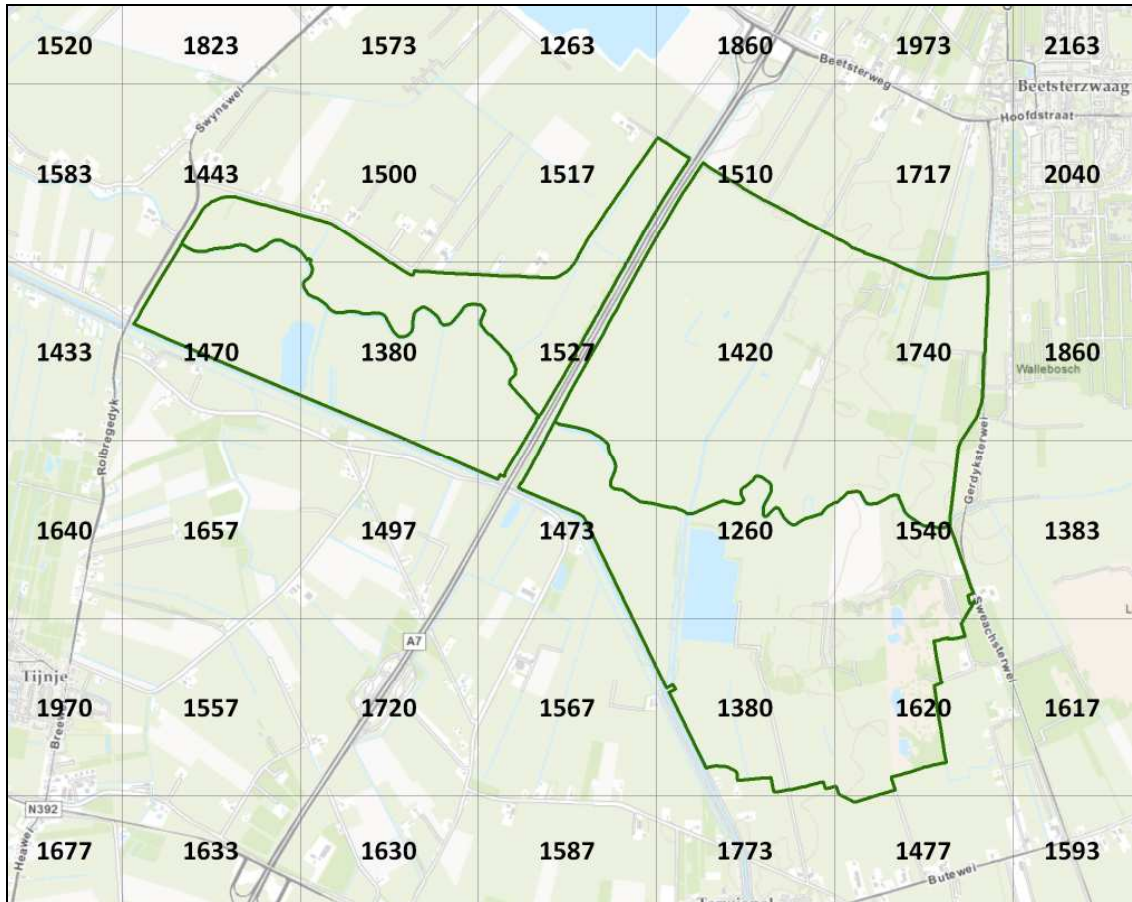 1520 1823 1573 1263 1860 1973 2163
Beetsterweg
Beetsterzwaag
Swynswei
Hoofdstraat
1583 1443 1500 1517 1510 1717 2040
1433 1470 1380 1527 1420 1740 1860
Wallebosch
Rolbregedyk
Gerdyksterwei
1640 1657 1497 1473 1260 1540 1383
Sweachsterwei
A7
Tijnje
1970 1557 1720 1567 1380 1620 1617
N392
Heawei
1677 1633 1630 1587 1773 1477 1593
Butewei